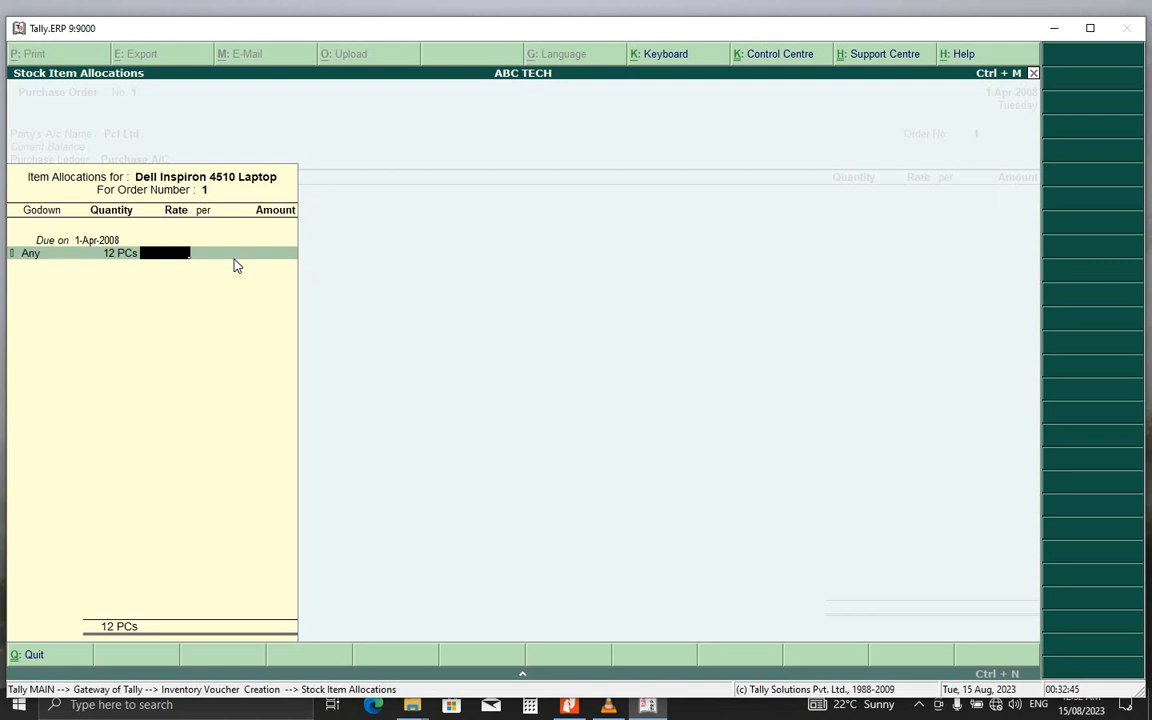 Tally.ERP 9:9000
P: Print E: Export M: E-Mail O: Upload G: Language K: Keyboard K: Control Centre H: Support Centre H: Help
Stock Item Allocations ABC TECH Ctrl + M
Purchase Order No. 1 1-Apr-2008
Tuesday
Party's A/c Name Pcl Ltd Order No. 1
Current Balance
Purchase Ledger Purchase A/C
Item Allocations for : Dell Inspiron 4510 Laptop Quantity Rate per Amount
For Order Number : 1
Godown Quantity Rate per Amount
Due on 1-Apr-2008
Any 12 PCs
12 PCs
Q: Quit
Ctrl + N
Tally MAIN --> Gateway of Tally --> Inventory Voucher Creation --> Stock Item Allocations (c) Tally Solutions Pvt. Ltd., 1988-2009 Tue, 15 Aug, 2023 00:32:45
Type here to search 22°C Sunny ENG
15/08/2023